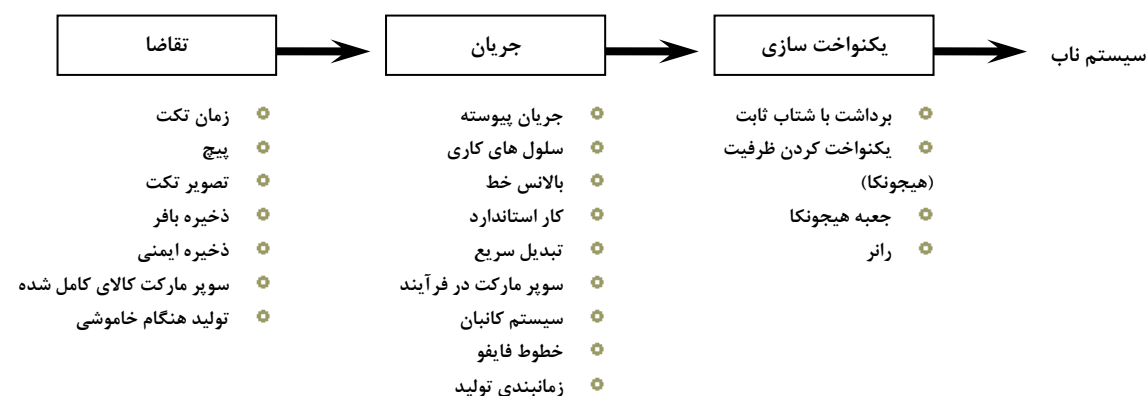 تقاضا
زمان تکت
پیچ
تصویر تکت
ذخیره بافر
ذخیره ایمنی
سوپر مارکت کالای کامل شده
تولید هنگام خاموشی
جریان
جریان پیوسته
سلول های کاری
بالانس خط
کار استاندارد
تبدیل سریع
سوپر مارکت در فرآیند
سیستم کانبان
خطوط فایفو
زمانبندی تولید
یکنواخت سازی
برداشت با شتاب ثابت
یکنواخت کردن ظرفیت
(هیجونکا)
جعبه هیجونکا
رانر
سیستم ناب